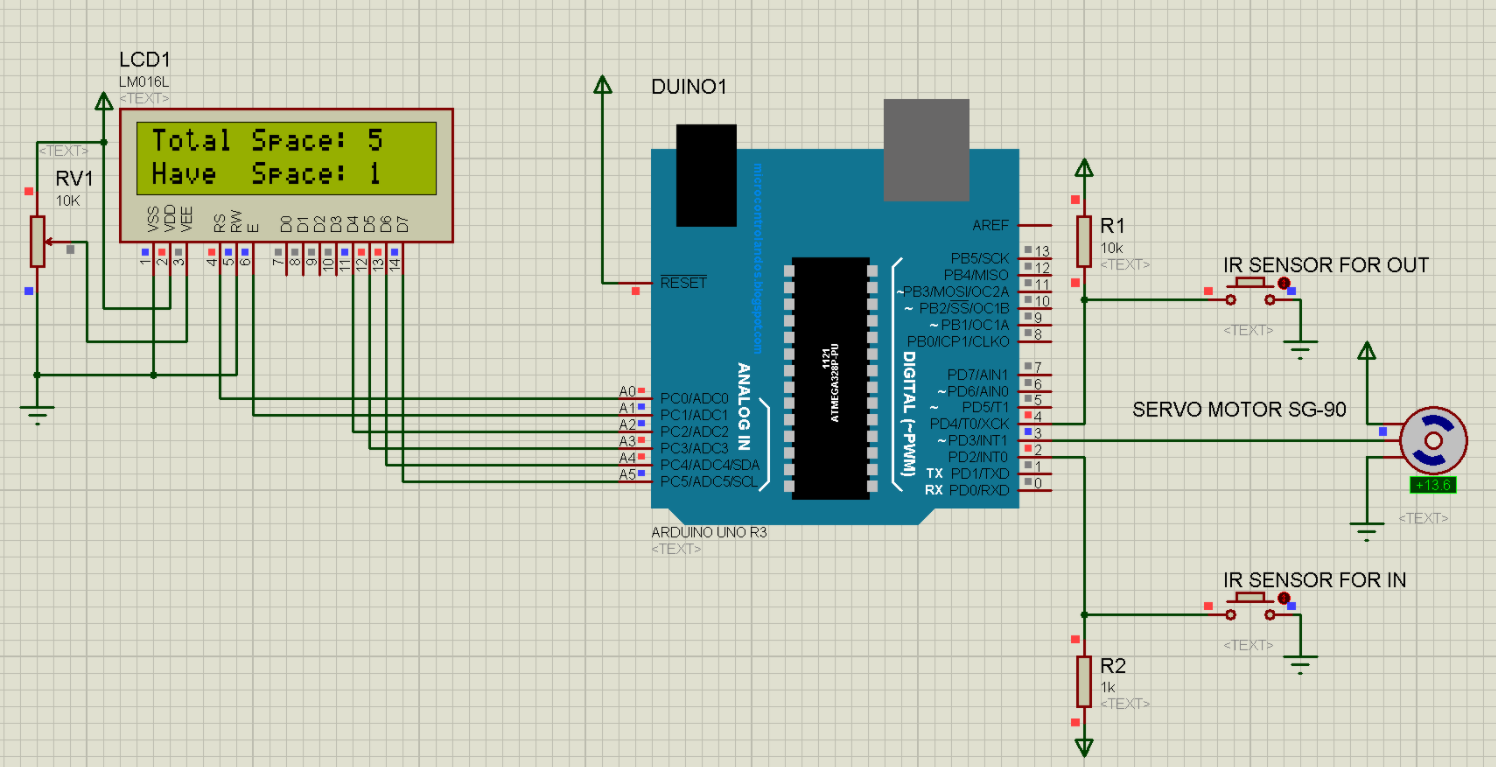 LCD1
LM016L
<TEXT>
Total Space: 5
Have Space: 1
<TEXT>
RV1
10K
VSS
VDD
VEE
RS
RW
E
D0
D1
D2
D3
D4
D5
D6
D7
1
2
3
4
5
6
7
8
9
10
11
12
13
14
DUINO1
microcontrolandos.blogspot.com
RESET
AREF
PB5/SCK 13
PB4/MISO 12
~PB3/MOSI/OC2A 11
~ PB2/SS/OC1B 10
~ PB1/OC1A 9
PB0/ICP1/CLKO 8
PD7/AIN1 7
~PD6/AIN0 6
~ PD5/T1 5
PD4/T0/XCK 4
~PD3/INT1 3
PD2/INT0 2
TX PD1/TXD 1
RX PD0/RXD 0
DIGITAL (~PWM)
1121
ATMEGA328P-PU
ANALOG IN
A0 PC0/ADC0
A1 PC1/ADC1
A2 PC2/ADC2
A3 PC3/ADC3
A4 PC4/ADC4/SDA
A5 PC5/ADC5/SCL
ARDUINO UNO R3
<TEXT>
R1
10k
<TEXT>
IR SENSOR FOR OUT
<TEXT>
SERVO MOTOR SG-90
+13.6
<TEXT>
IR SENSOR FOR IN
<TEXT>
R2
1k
<TEXT>